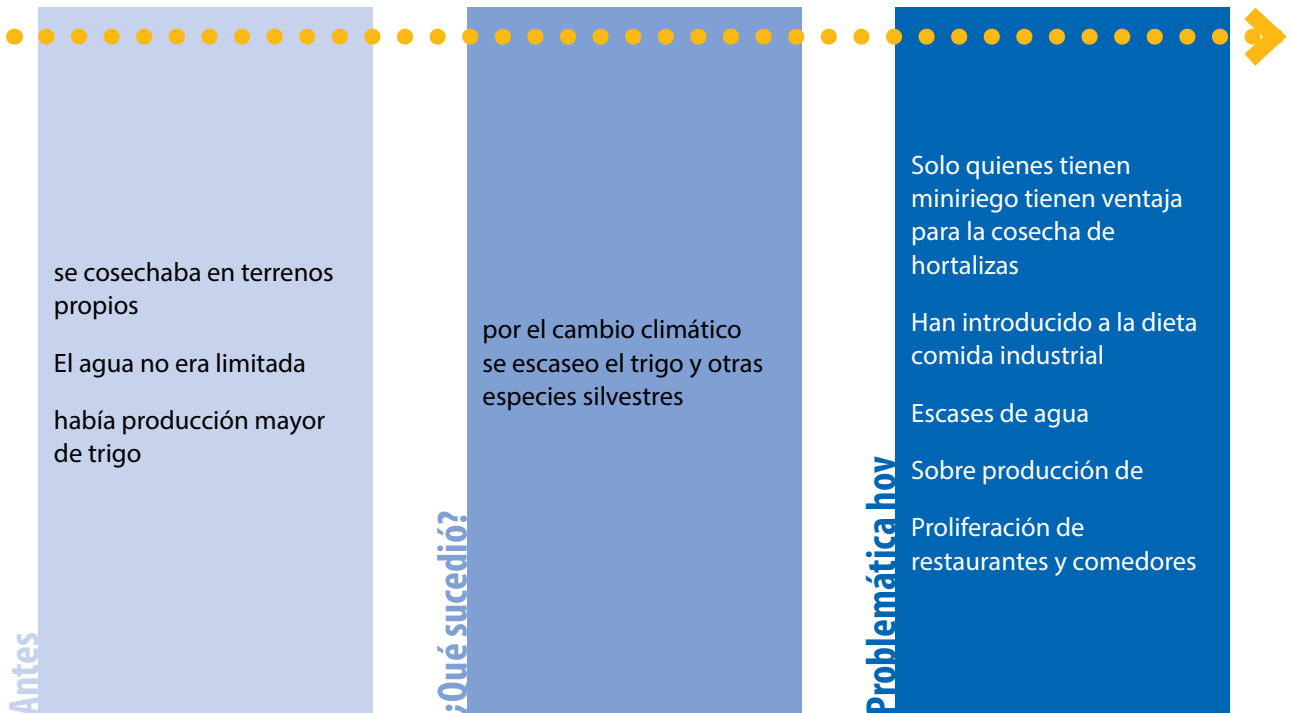 Antes
se cosechaba en terrenos
propios
El agua no era limitada
había producción mayor
de trigo
¿Qué sucedió?
por el cambio climático
se escaseo el trigo y otras
especies silvestres
Problemática hoy
Solo quienes tienen
miniriego tienen ventaja
para la cosecha de
hortalizas
Han introducido a la dieta
comida industrial
Escases de agua
Sobre producción de
Proliferación de
restaurantes y comedores